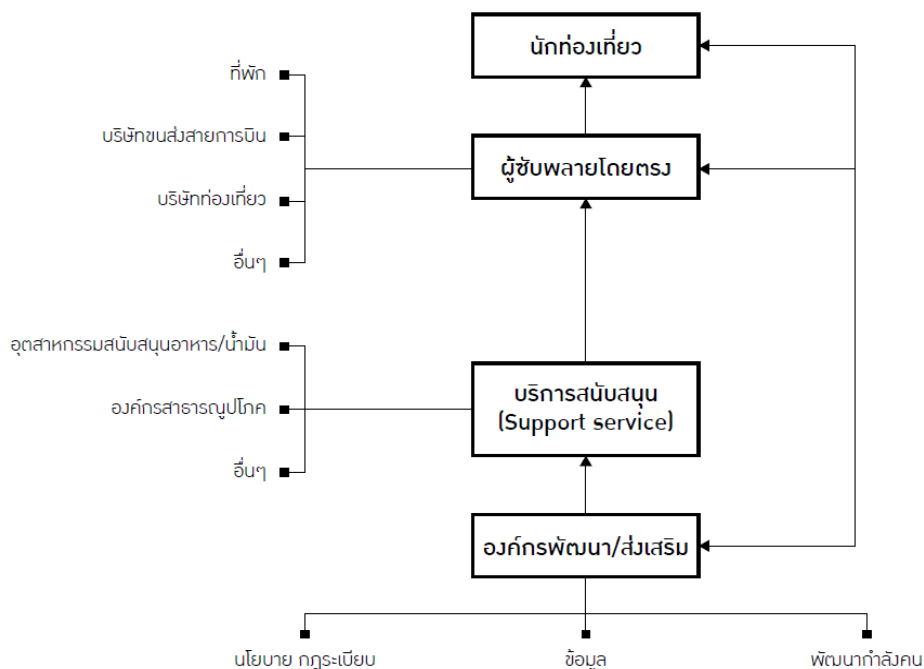 นักท่องเที่ยว
ที่พัก
บริษัทขนส่งสายการบิน
ผู้ซับพลายโดยตรง
บริษัทท่องเที่ยว
อื่นๆ
อุตสาหกรรมสนับสนุนอาหาร/น้ำมัน
บริการสนับสนุน
(Support service)
องค์กรสาธารณูปโภค
อื่นๆ
องค์กรพัฒนา/ส่งเสริม
นโยบาย กฎระเบียบ
ข้อมูล
พัฒนากำลังคน